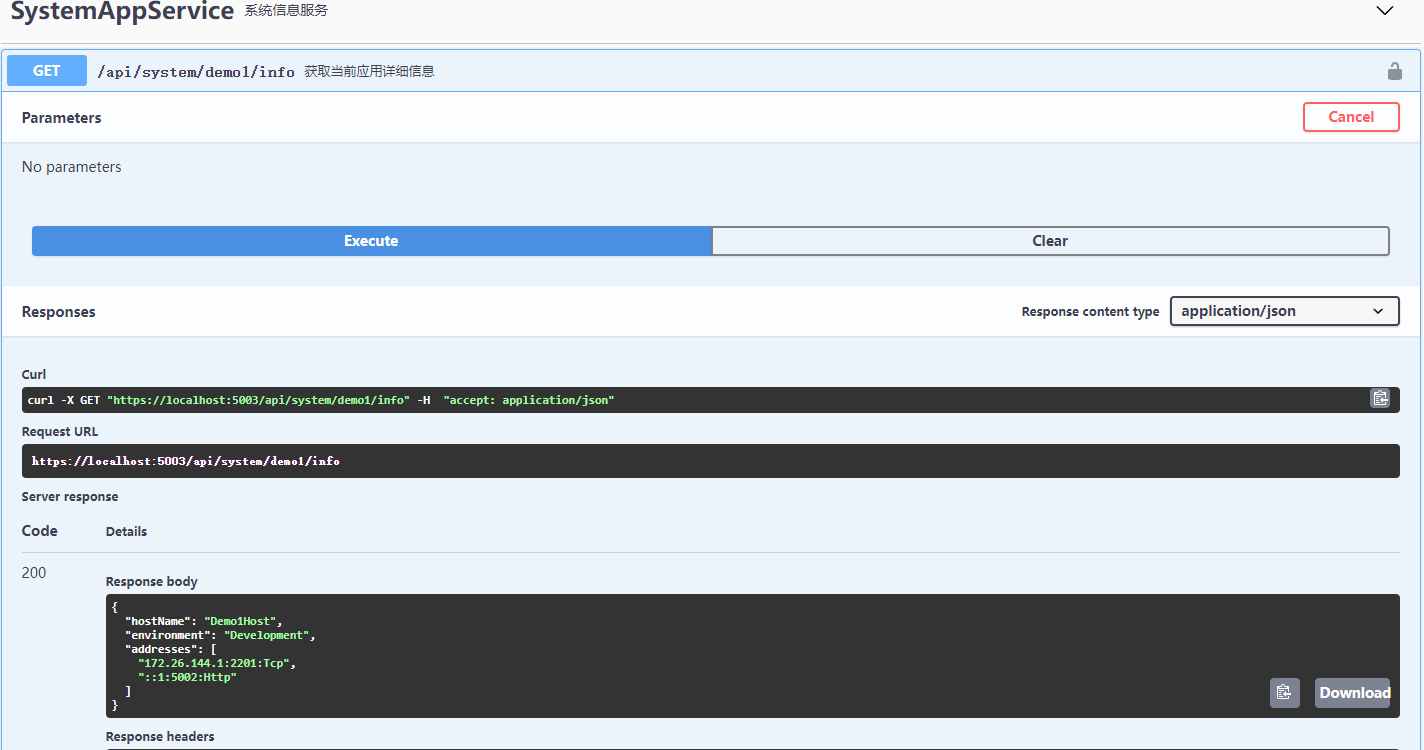 SystemAppService 系统信息服务
GET /api/system/demo1/info 获取当前应用详细信息
Parameters Cancel
No parameters
Execute Clear
Responses Response content type application/json
Curl
curl -X GET "https://localhost:5003/api/system/demo1/info" -H  "accept: application/json"
Request URL
https://localhost:5003/api/system/demo1/info
Server response
Code Details
200
Response body
{
  "hostName": "Demo1Host",
  "environment": "Development",
  "addresses": [
    "172.26.144.1:2201:Tcp",
    "::1:5002:Http"
  ]
}
Download
Response headers